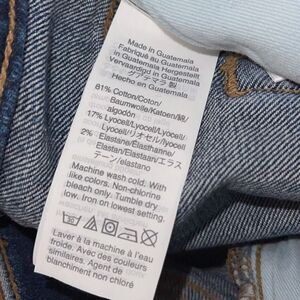 Made in Guatemala
Fabriqué au Guatemala
In Guatemala Hergestellt
Vervaardigd in Guatemala
グアテマラ 製
Hecho en Guatemala
81% Cotton/Coton/
Baumwolle/Katoen/綿/
algodón
17% Lyocell/Lyocell/Lyocell/
Lyocell/リオセル/lyocell
2% Elastane/Élasthanne/
Elastan/Elastaan/エラス
テーン/elastano
Machine wash cold. With
like colors. Non-chlorine
bleach only. Tumble dry
low. Iron on lowest setting.
Laver à la machine à l'eau
froide. Avec des couleurs
similaires. Agent de
blanchiment non chloré